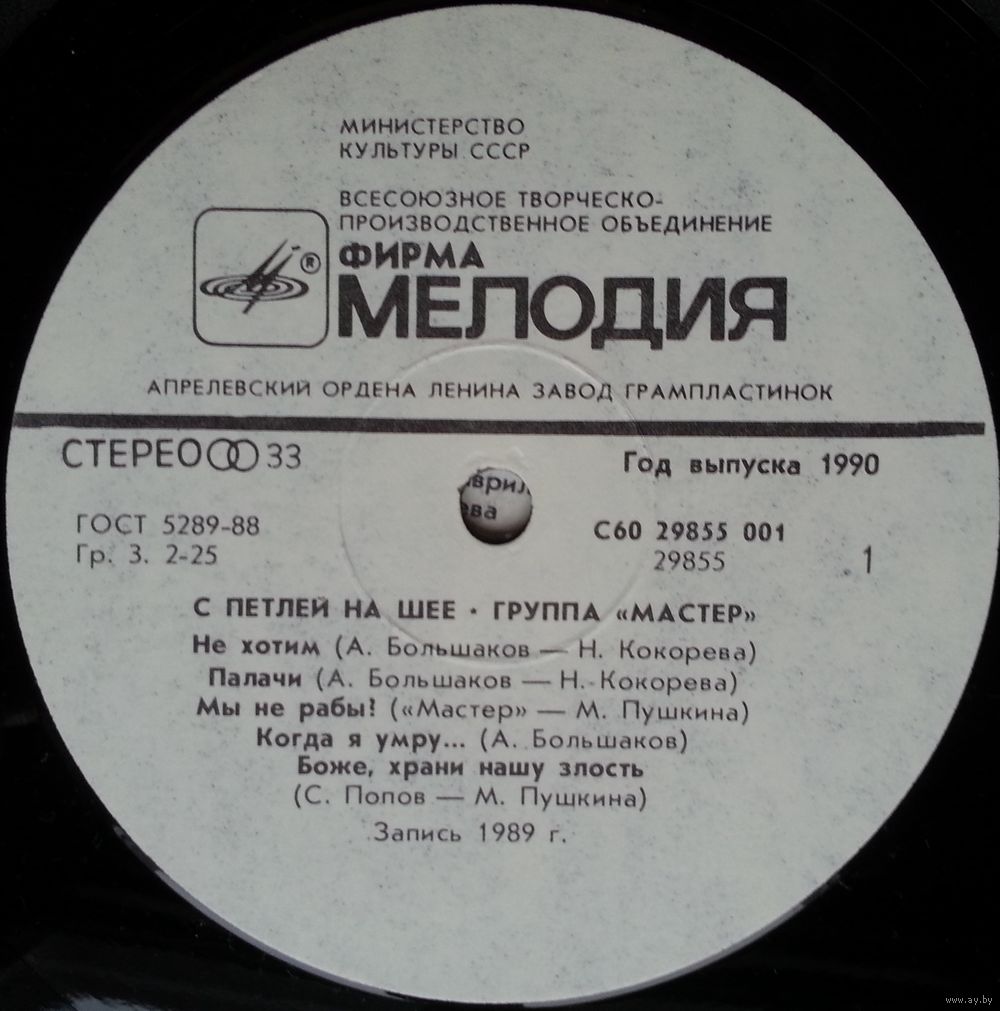 МИНИСТЕРСТВО
КУЛЬТУРЫ СССР
ВСЕСОЮЗНОЕ ТВОРЧЕСКО-
ПРОИЗВОДСТВЕННОЕ ОБЪЕДИНЕНИЕ
®
ФИРМА
МЕЛОДИЯ
АПРЕЛЕВСКИЙ ОРДЕНА ЛЕНИНА ЗАВОД ГРАМПЛАСТИНОК
СТЕРЕО 33
Год выпуска 1990
ГОСТ 5289-88
Гр. 3. 2-25
С60 29855 001
29855
1
С ПЕТЛЕЙ НА ШЕЕ • ГРУППА «МАСТЕР»
Не хотим (А. Большаков — Н. Кокорева)
Палачи (А. Большаков — Н. Кокорева)
Мы не рабы? («Мастер» — М. Пушкина)
Когда я умру... (А. Большаков)
Боже, храни нашу злость
(С. Попов — М. Пушкина)
Запись 1989 г.
www.ay.by